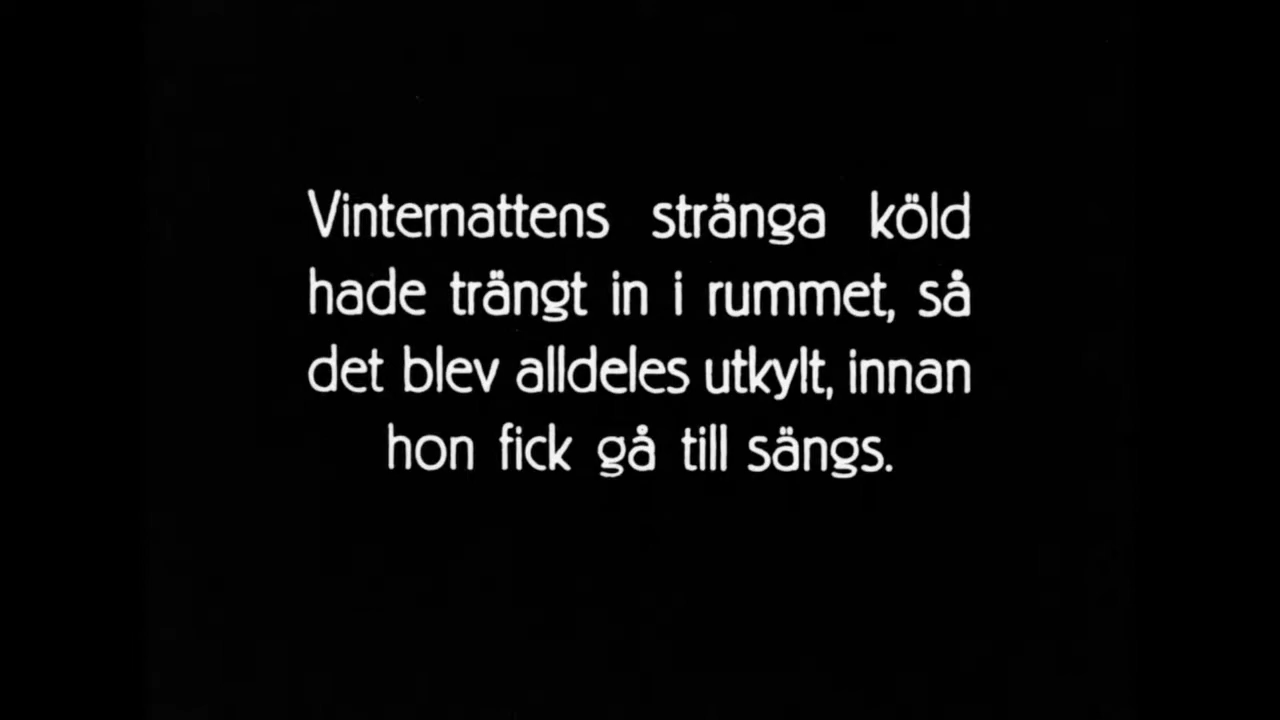 Vinternattens stränga köld
hade trängt in i rummet, så
det blev alldeles utkylt, innan
hon fick gå till sängs.